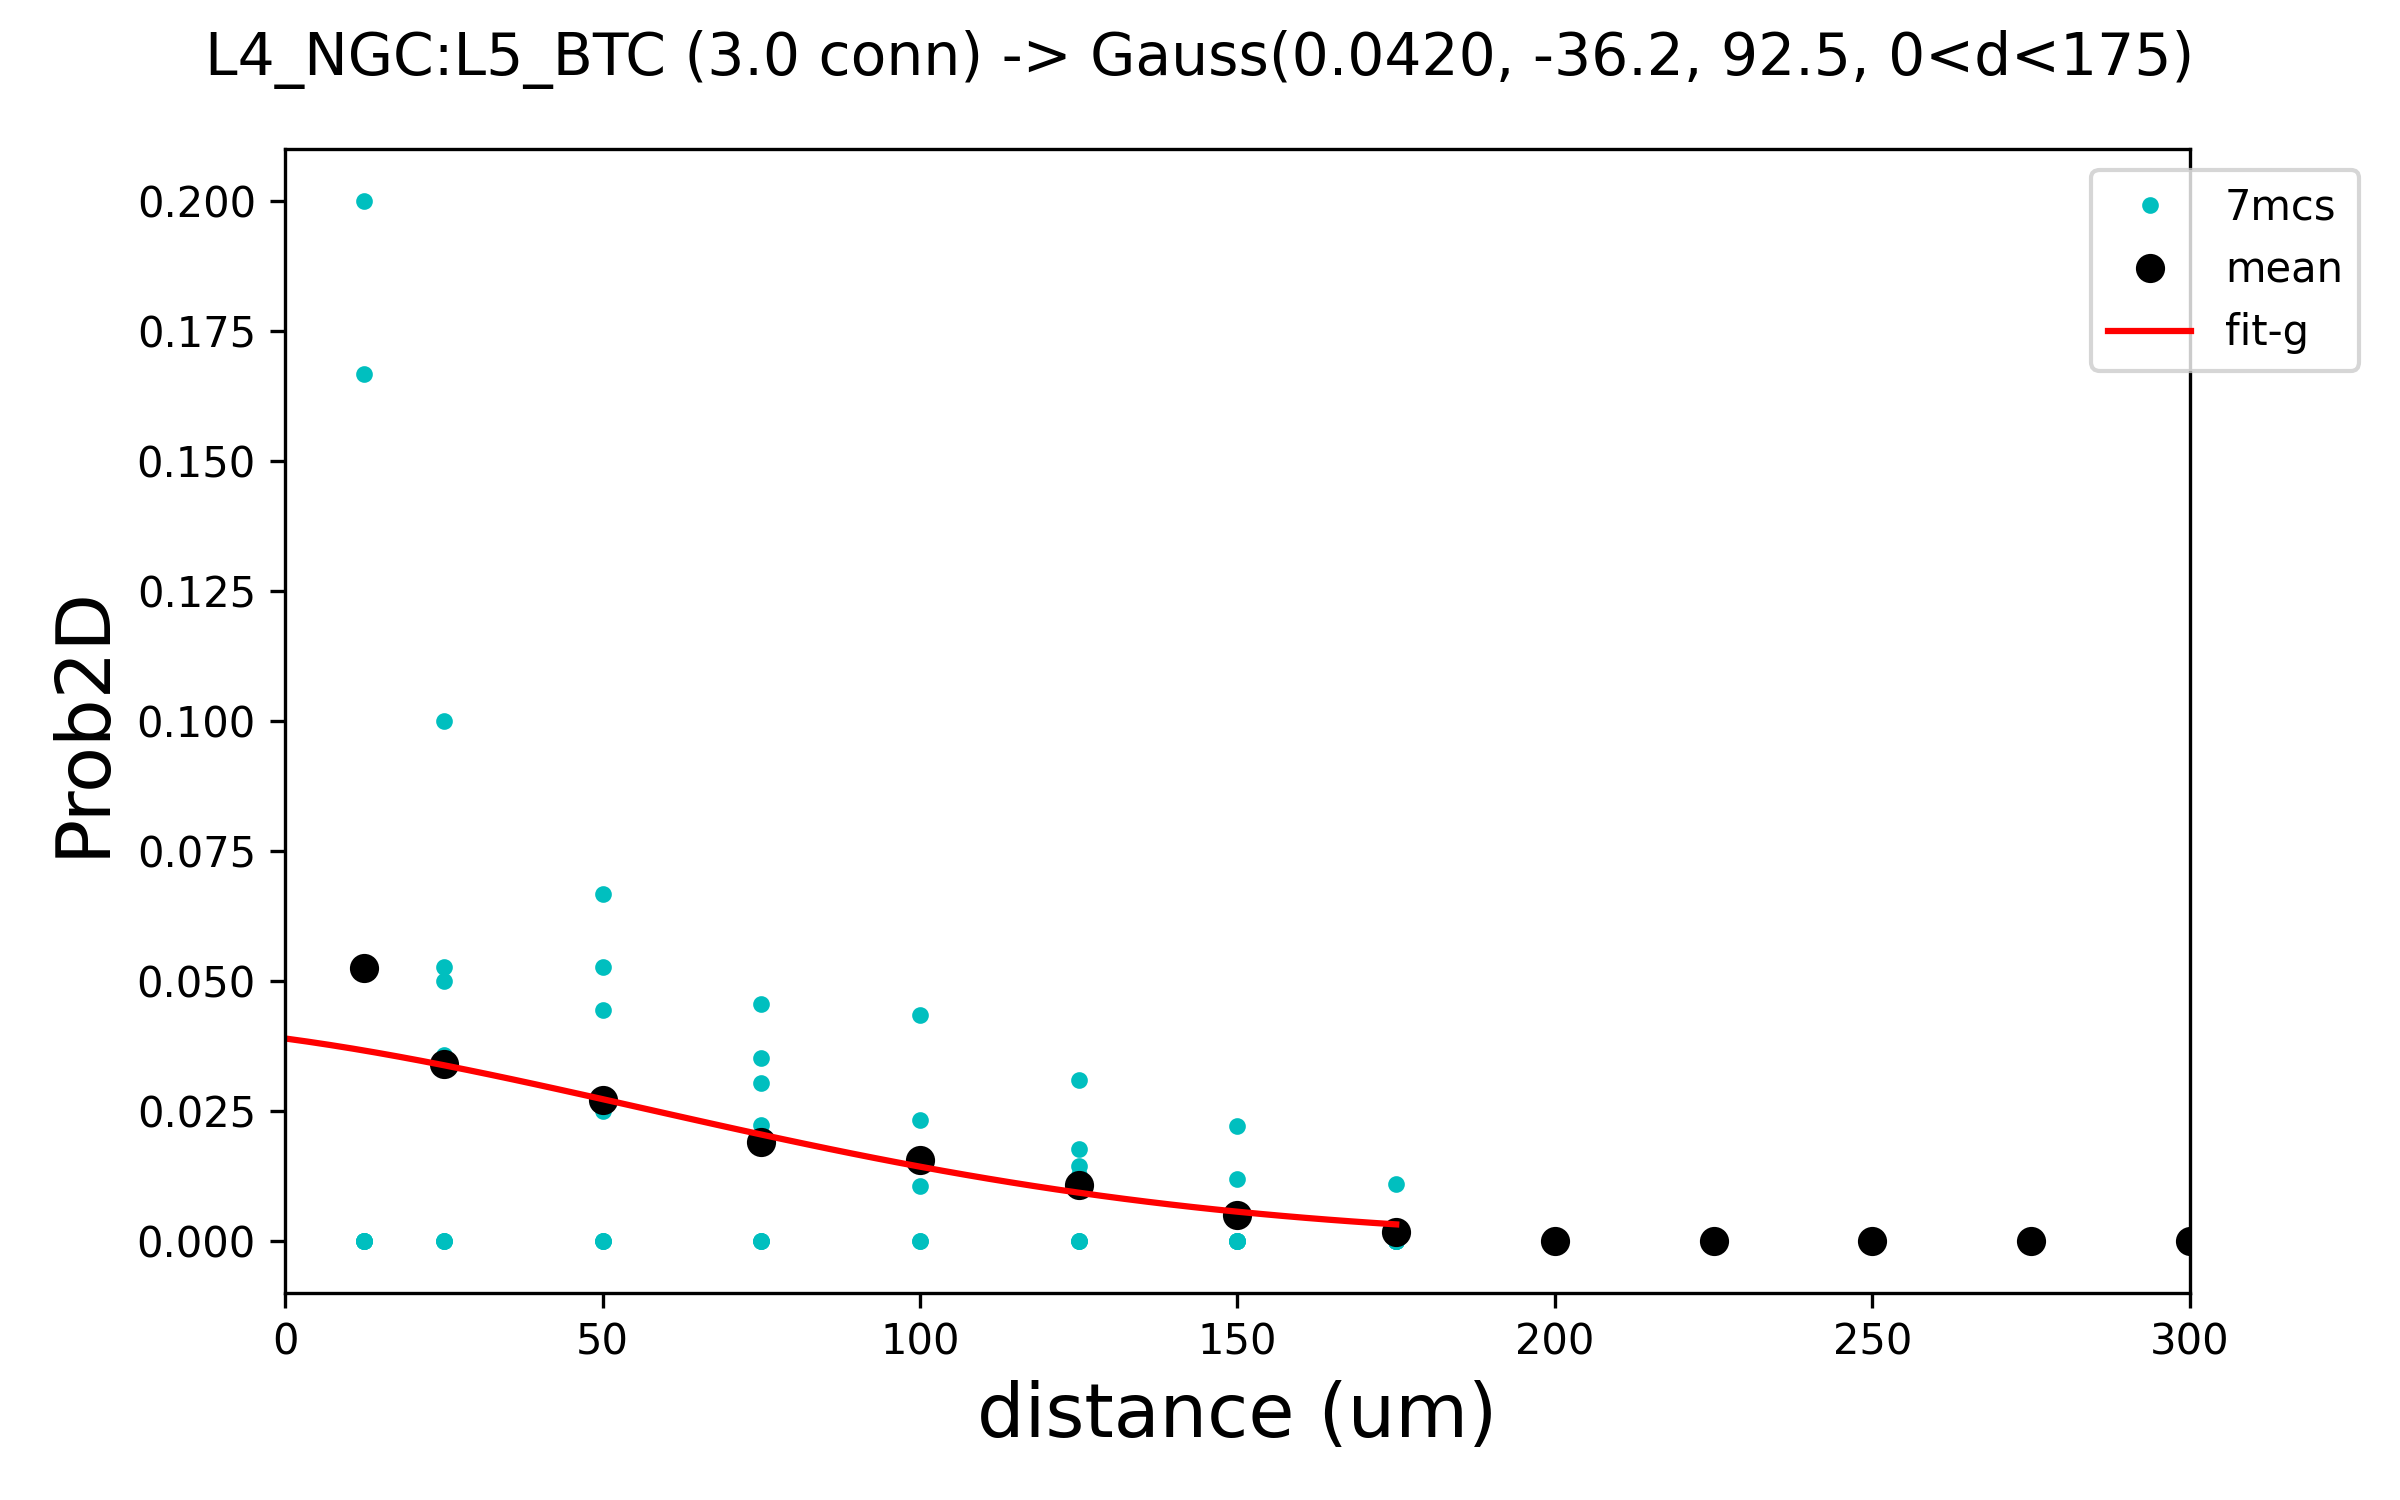 L4_NGC:L5_BTC (3.0 conn) -> Gauss(0.0420, -36.2, 92.5, 0<d<175)
7mcs
mean
fit-g
Prob2D
0.200
0.175
0.150
0.125
0.100
0.075
0.050
0.025
0.000
0 50 100 150 200 250 300
distance (um)